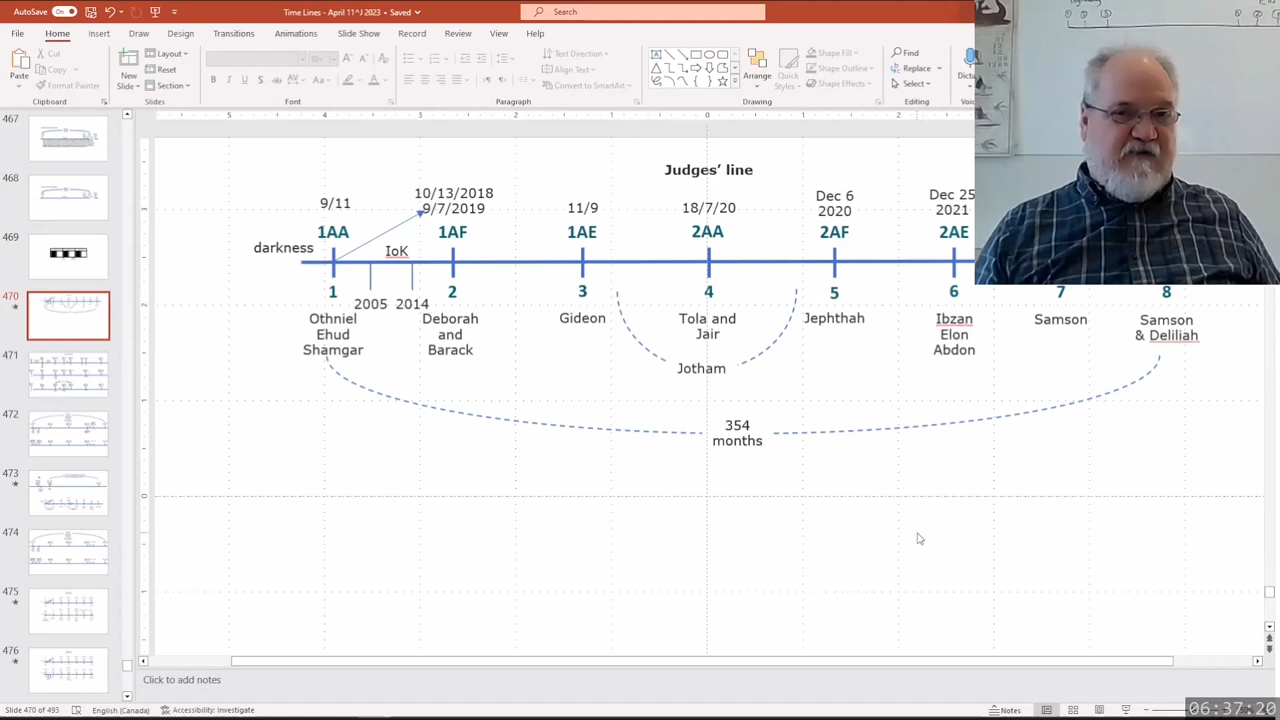 AutoSave
On
Time Lines - April 11^J 2023 • Saved
Search
File
Home
Insert
Draw
Design
Transitions
Animations
Slide Show
Record
Review
View
Help
Paste
Cut
Copy
Format Painter
Clipboard
New
Slide
Layout
Reset
Section
Slides
Font
Text Direction
Align Text
Convert to SmartArt
Paragraph
Arrange
Quick
Styles
Shape Fill
Shape Outline
Shape Effects
Drawing
Find
Replace
Select
Editing
467
68
469
470
471
472
473
474
475
476
Judges’ line
9/11
10/13/2018
9/7/2019
11/9
18/7/20
Dec 6
2020
Dec 25
2021
1AA
1AF
1AE
2AA
2AF
2AE
darkness
IoK
1
2005
2014
2
3
4
5
6
7
8
Othniel
Ehud
Shamgar
Deborah
and
Barack
Gideon
Tola and
Jair
Jephthah
Ibzan
Elon
Abdon
Samson
Samson
& Deliliah
Jotham
354
months
Click to add notes
Slide 470 of 493
English (Canada)
Accessibility: Investigate
Notes
06:37:20